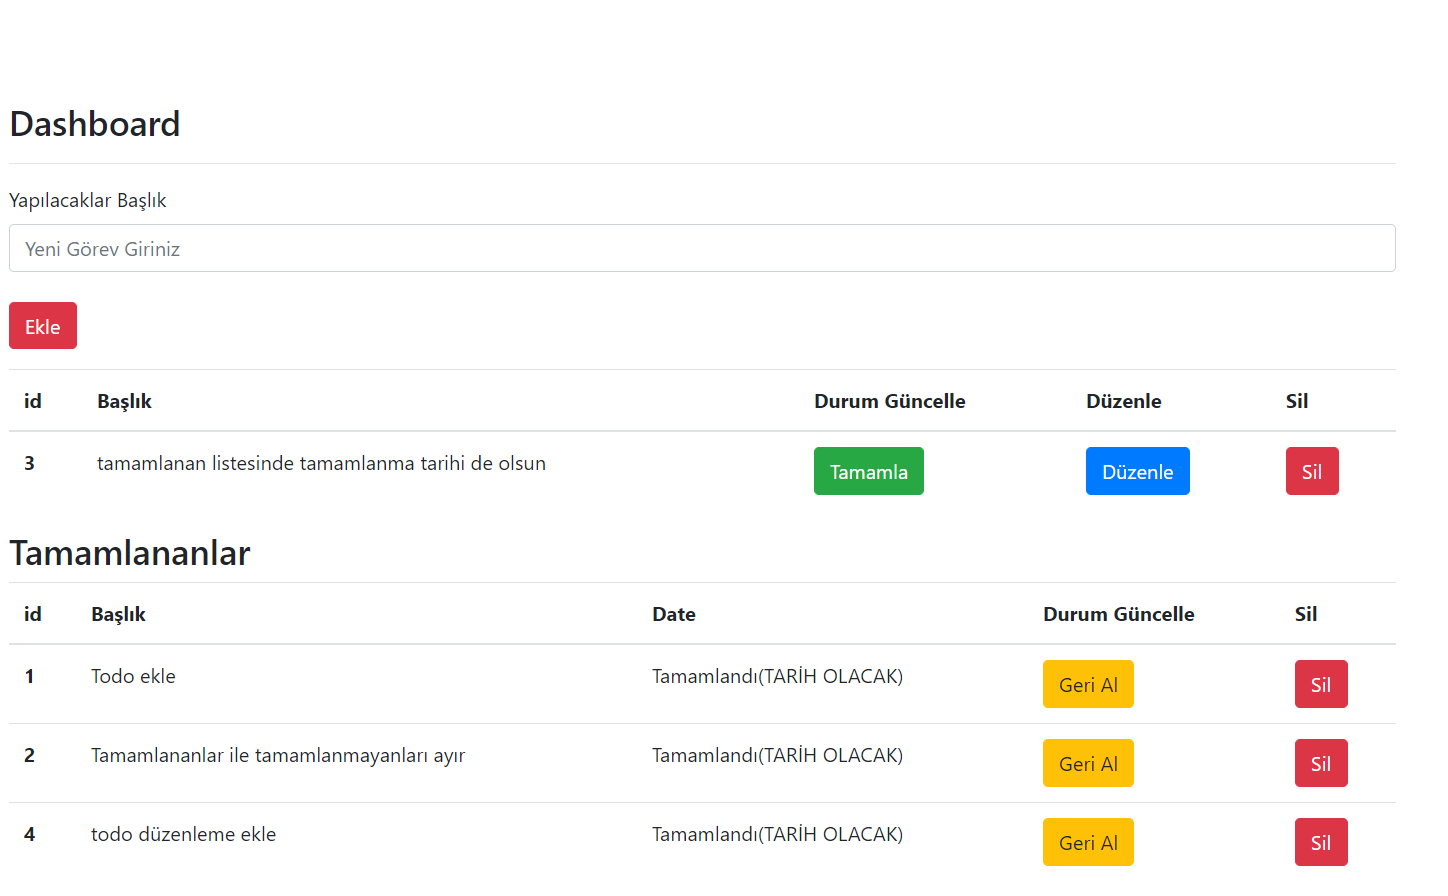 Dashboard
Yapılacaklar Başlık
Yeni Görev Giriniz
Ekle
id Başlık Durum Güncelle Düzenle Sil
3 tamamlanan listesinde tamamlanma tarihi de olsun Tamamla Düzenle Sil
Tamamlananlar
id Başlık Date Durum Güncelle Sil
1 Todo ekle Tamamlandı(TARİH OLACAK) Geri Al Sil
2 Tamamlananlar ile tamamlanmayanları ayır Tamamlandı(TARİH OLACAK) Geri Al Sil
4 todo düzenleme ekle Tamamlandı(TARİH OLACAK) Geri Al Sil